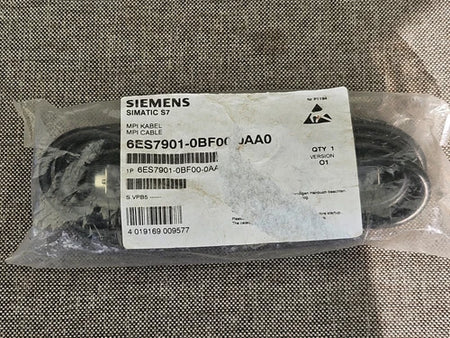 SIEMENS
SIMATIC S7
MPI KABEL
MPI CABLE
6ES7901-0BF00-0AA0
QTY 1
VERSION
01
1P 6ES7901-0BF00-0AA
S VPB5
4 019169 009577